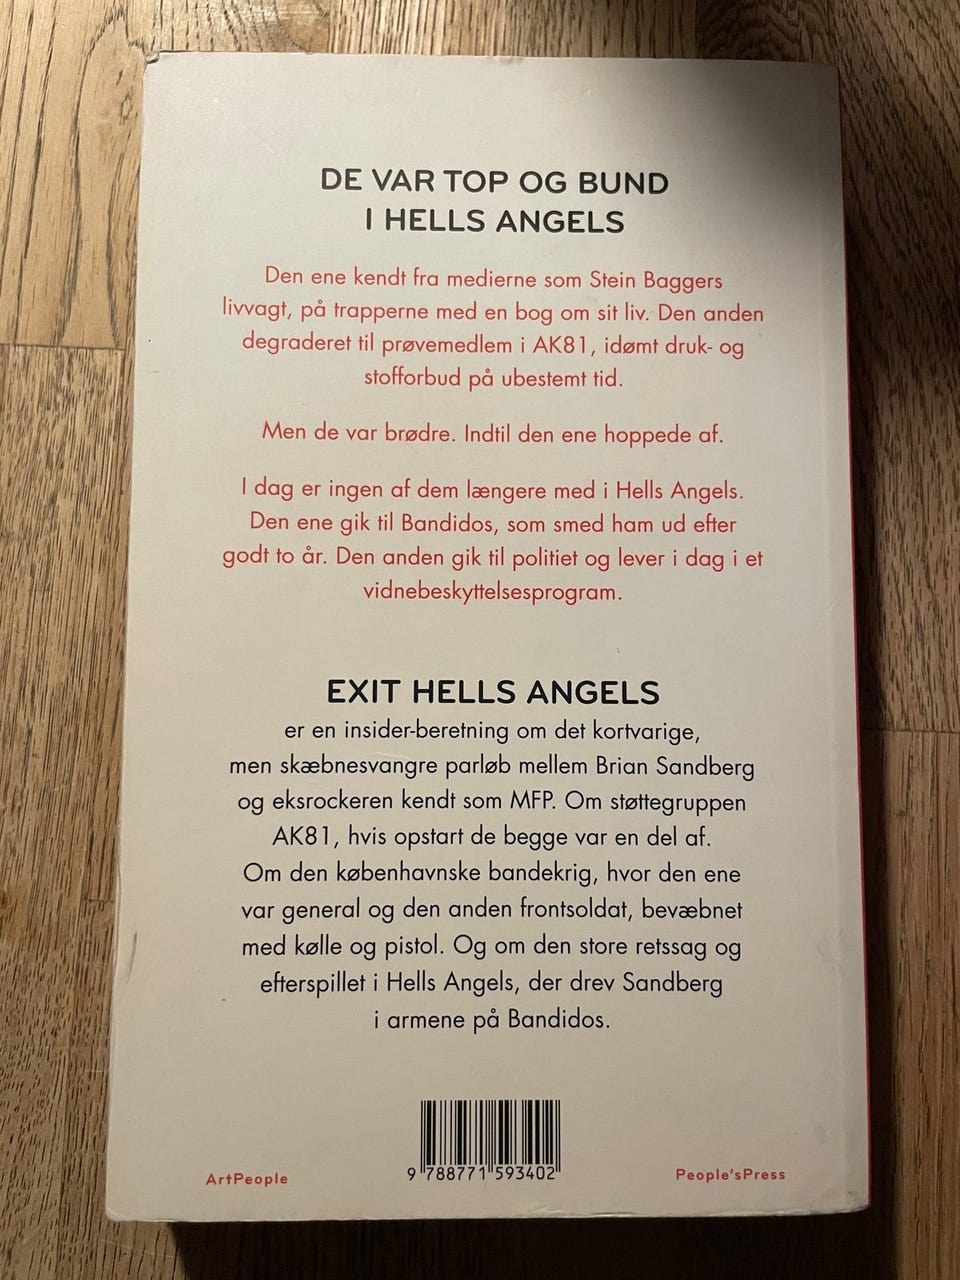 DE VAR TOP OG BUND
I HELLS ANGELS
Den ene kendt fra medierne som Stein Baggers
livvagt, på trapperne med en bog om sit liv. Den anden
degraderet til prøvemedlem i AK81, idømt druk- og
stofforbud på ubestemt tid.
Men de var brødre. Indtil den ene hoppede af.
I dag er ingen af dem længere med i Hells Angels.
Den ene gik til Bandidos, som smed ham ud efter
godt to år. Den anden gik til politiet og lever i dag i et
vidnebeskyttelsesprogram.
EXIT HELLS ANGELS
er en insider-beretning om det kortvarige,
men skæbnesvangre parløb mellem Brian Sandberg
og eksrockeren kendt som MFP. Om støttegruppen
AK81, hvis opstart de begge var en del af.
Om den københavnske bandekrig, hvor den ene
var general og den anden frontsoldat, bevæbnet
med kølle og pistol. Og om den store retssag og
efterspillet i Hells Angels, der drev Sandberg
i armene på Bandidos.
9 788771 593402
ArtPeople
People'sPress